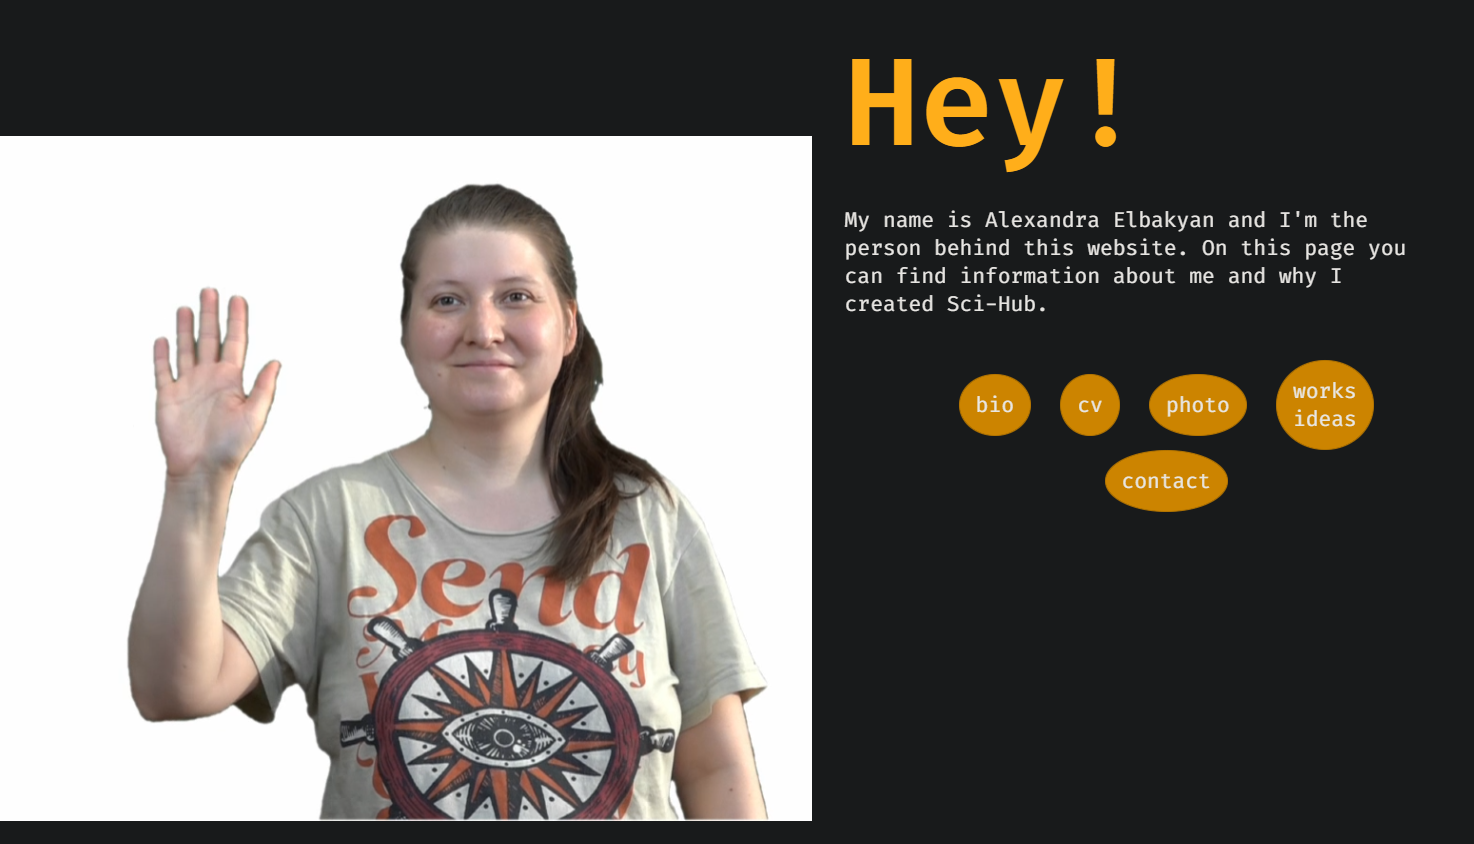 Hey!
My name is Alexandra Elbakyan and I'm the
person behind this website. On this page you
can find information about me and why I
created Sci-Hub.
bio
cv
photo
works
ideas
contact
Send